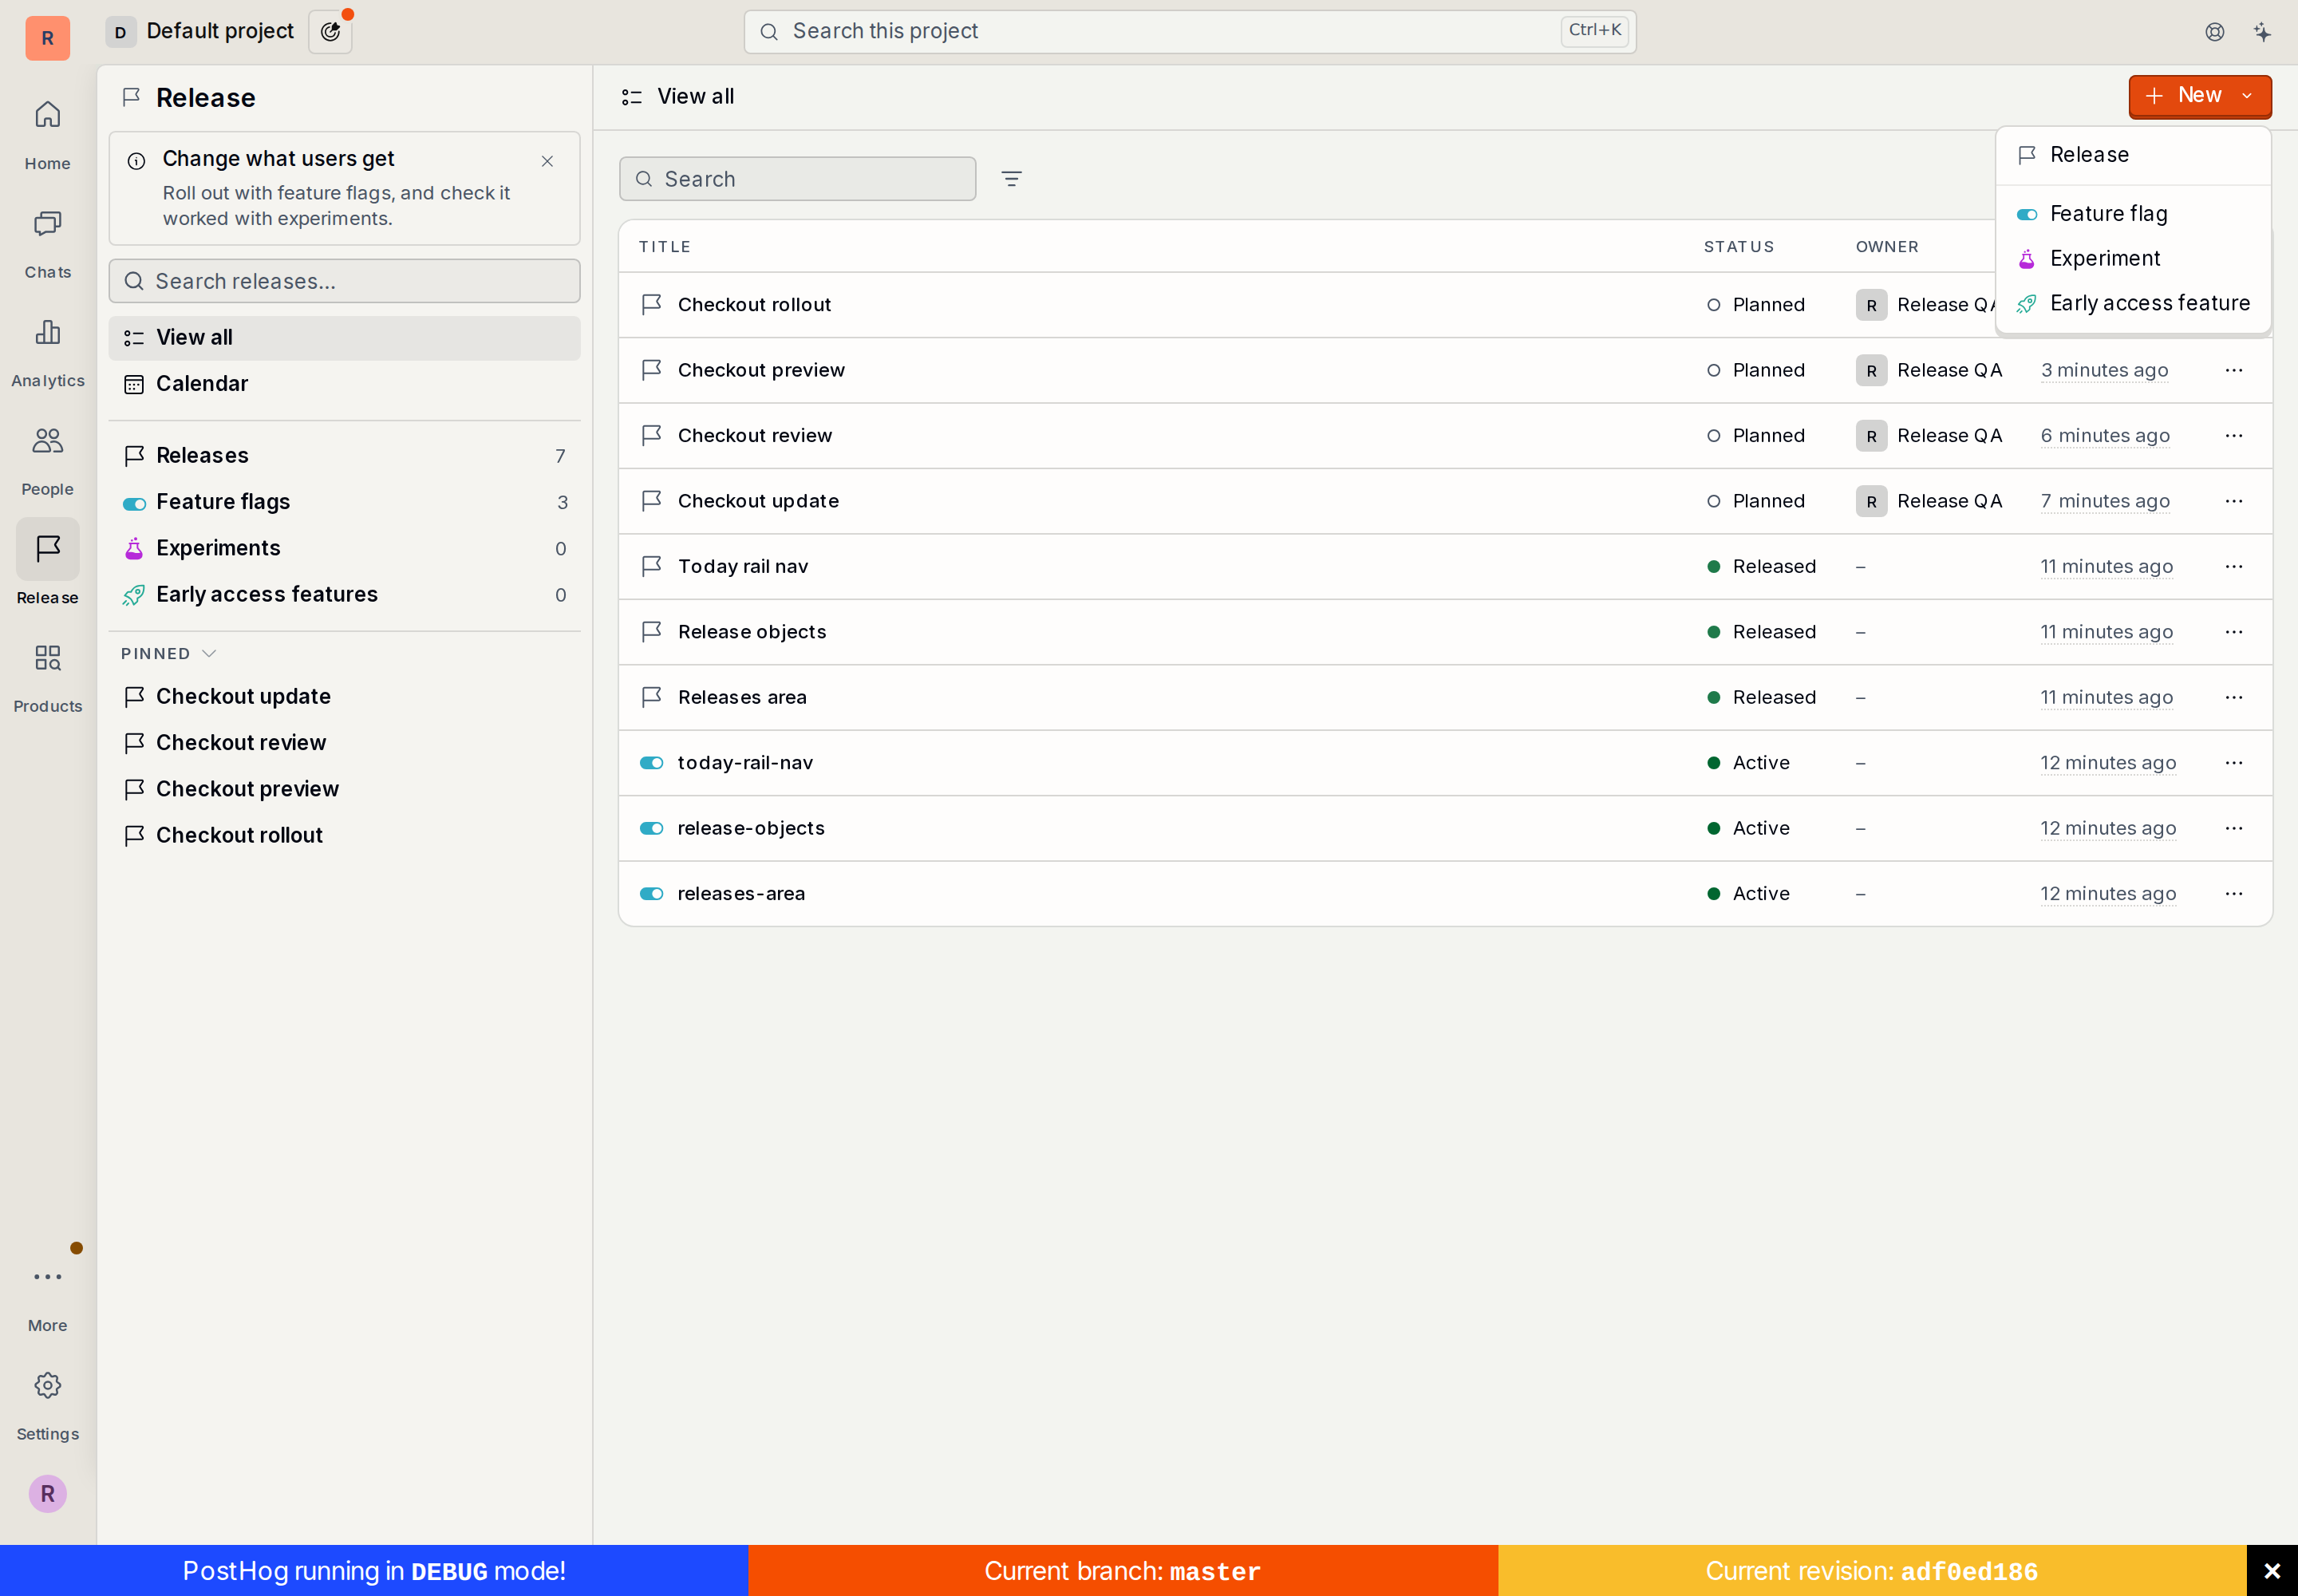 R
D Default project
Search this project Ctrl+K
Home
Chats
Analytics
People
Release
Products
More
Settings
R
Release
Change what users get
Roll out with feature flags, and check it
worked with experiments.
Search releases...
View all
Calendar
Releases 7
Feature flags 3
Experiments 0
Early access features 0
PINNED
Checkout update
Checkout review
Checkout preview
Checkout rollout
View all
New
Release
Feature flag
Experiment
Early access feature
Search
TITLE STATUS OWNER
Checkout rollout Planned R Release QA
Checkout preview Planned R Release QA 3 minutes ago
Checkout review Planned R Release QA 6 minutes ago
Checkout update Planned R Release QA 7 minutes ago
Today rail nav Released – 11 minutes ago
Release objects Released – 11 minutes ago
Releases area Released – 11 minutes ago
today-rail-nav Active – 12 minutes ago
release-objects Active – 12 minutes ago
releases-area Active – 12 minutes ago
PostHog running in DEBUG mode!
Current branch: master
Current revision: adf0ed186